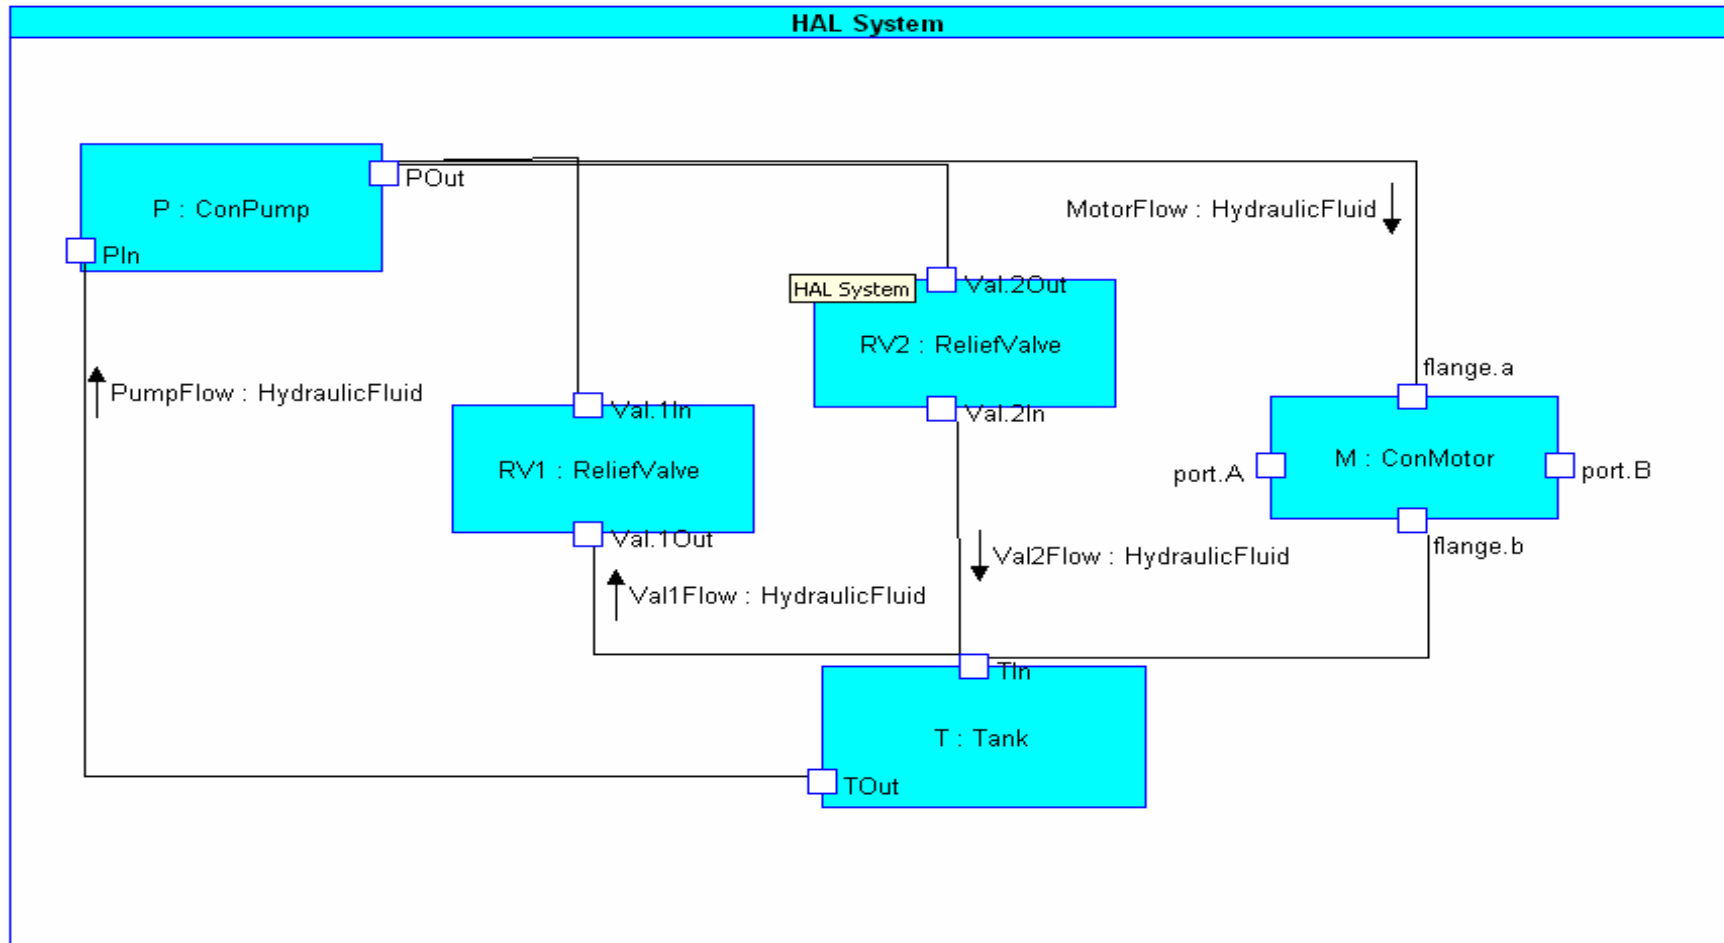 HAL System
POut
P : ConPump
PIn
MotorFlow : HydraulicFluid
HAL System
Val.2Out
RV2 : ReliefValve
Val.2In
flange.a
PumpFlow : HydraulicFluid
Val.1In
RV1 : ReliefValve
Val.1Out
port.A
M : ConMotor
port.B
flange.b
Val2Flow : HydraulicFluid
Val1Flow : HydraulicFluid
TIn
T : Tank
TOut